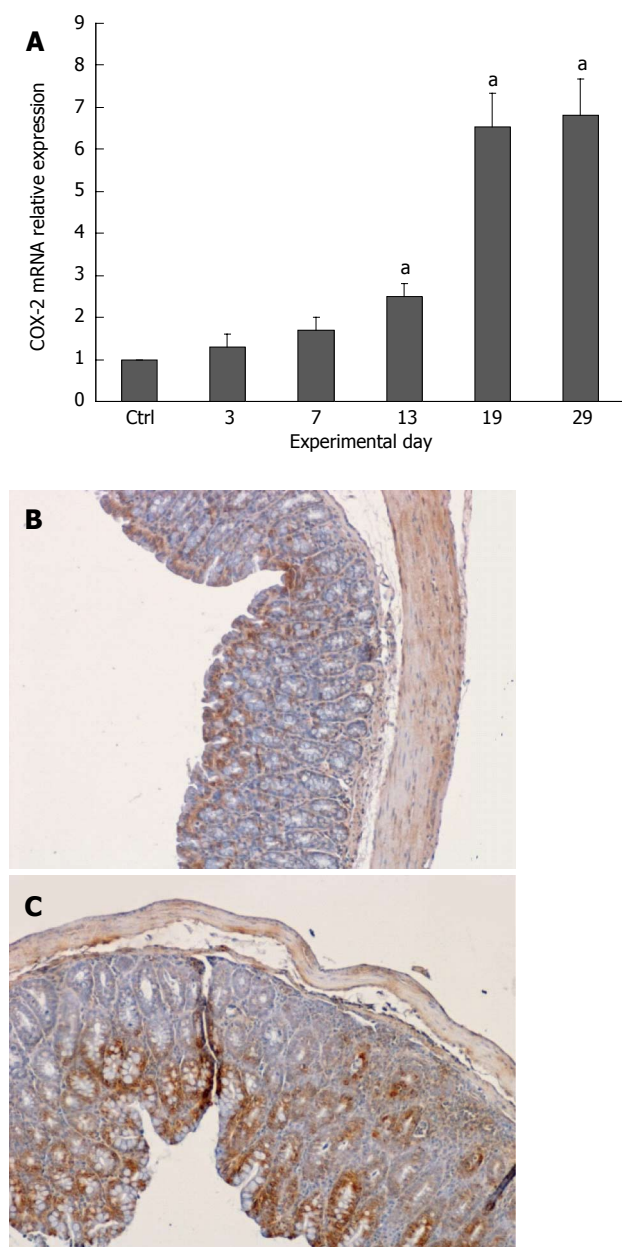 A
COX-2 mRNA relative expression
9
8
7
6
5
4
3
2
1
0
a
a
a
Ctrl 3 7 13 19 29
Experimental day
B
C